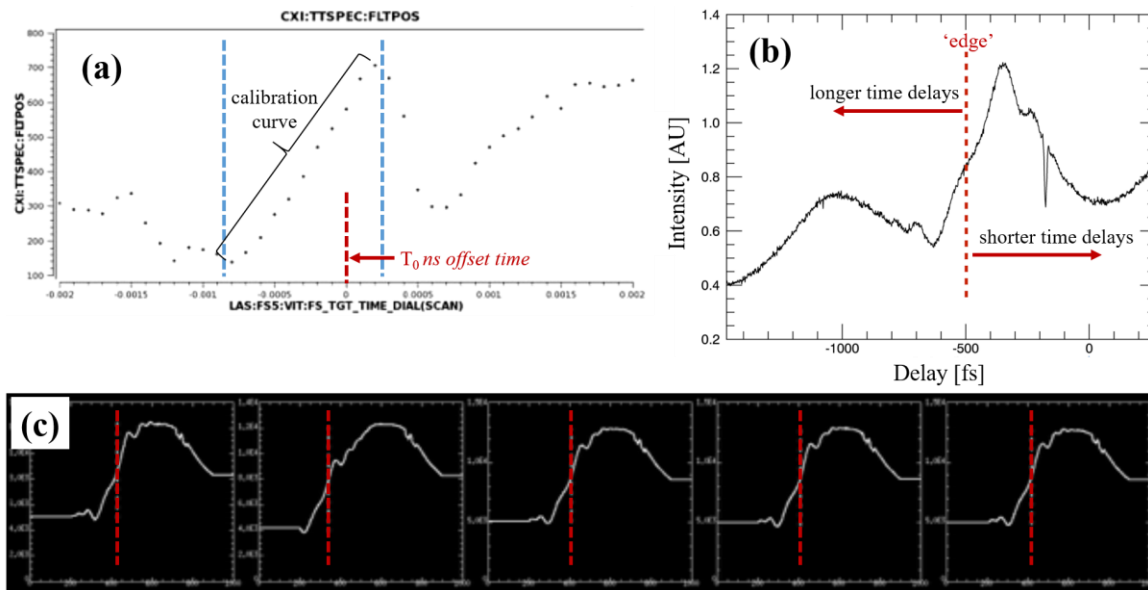 CXI:TTSPEC:FLTPOS
(a)
CXI:TTSPEC:FLTPOS
800
700
600
500
400
300
200
100
calibration
curve
T0 ns offset time
-0.002 -0.0015 -0.001 -0.0005 0 0.0005 0.001 0.0015 0.002
LAS:FS5:VIT:FS_TGT_TIME_DIAL(SCAN)
(b)
'edge'
longer time delays
shorter time delays
Intensity [AU]
1.4
1.2
1.0
0.8
0.6
0.4
0.2
-1000 -500 0
Delay [fs]
(c)